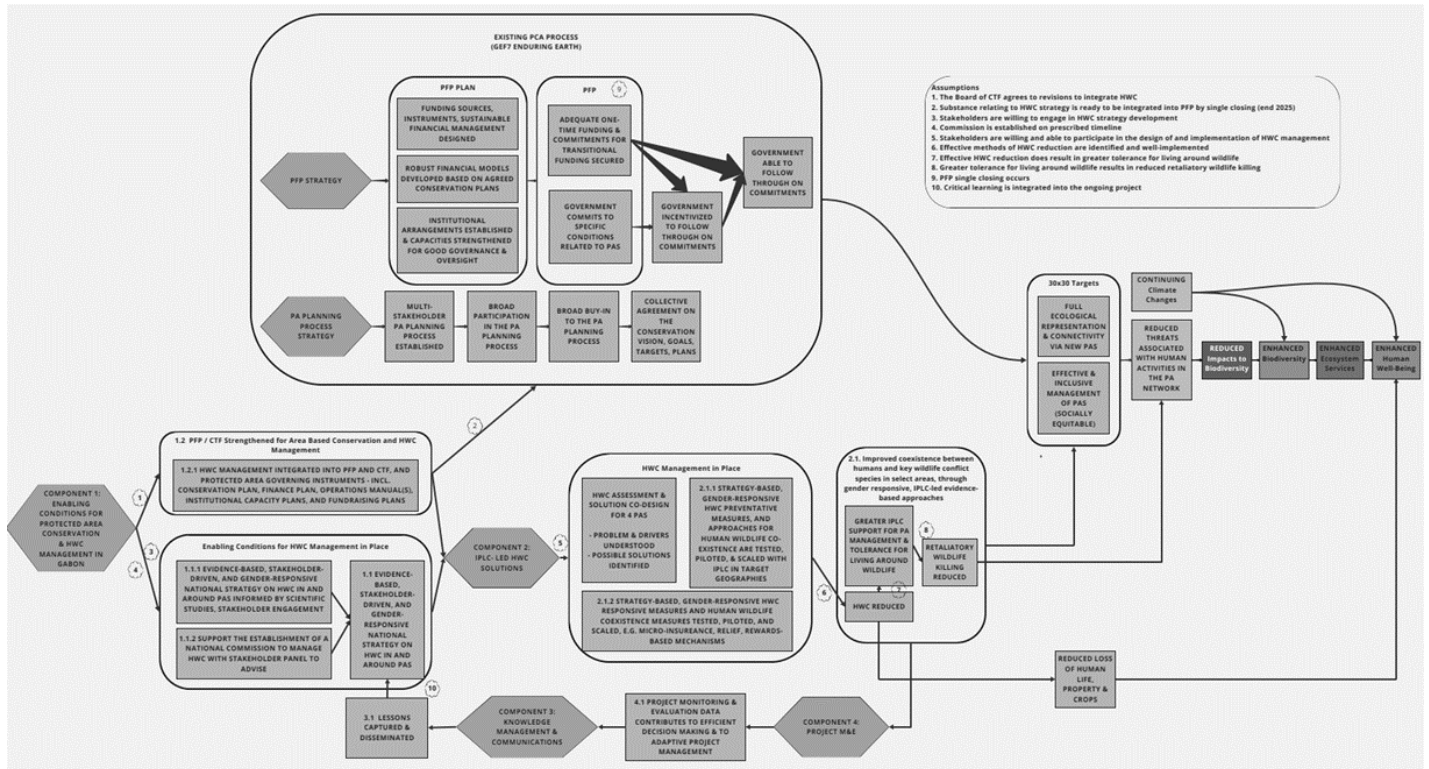 EXISTING PCA PROCESS
(GEF7 ENDURING EARTH)
PFP PLAN
FUNDING SOURCES,
INSTRUMENTS, SUSTAINABLE
FINANCIAL MANAGEMENT
DESIGNED
ROBUST FINANCIAL MODELS
DEVELOPED BASED ON AGREED
CONSERVATION PLANS
INSTITUTIONAL
ARRANGEMENTS ESTABLISHED
& CAPACITIES STRENGTHENED
FOR GOOD GOVERNANCE &
OVERSIGHT
PFP
9
ADEQUATE ONE-
TIME FUNDING &
COMMITMENTS FOR
TRANSITIONAL
FUNDING SECURED
GOVERNMENT
COMMITS TO
SPECIFIC
CONDITIONS
RELATED TO PAS
GOVERNMENT
INCENTIVIZED
TO FOLLOW
THROUGH ON
COMMITMENTS
GOVERNMENT
ABLE TO
FOLLOW
THROUGH ON
COMMITMENTS
PFP STRATEGY
PA PLANNING
PROCESS
STRATEGY
MULTI-
STAKEHOLDER
PA PLANNING
PROCESS
ESTABLISHED
BROAD
PARTICIPATION
IN THE PA
PLANNING
PROCESS
BROAD BUY-IN
TO THE PA
PLANNING
PROCESS
COLLECTIVE
AGREEMENT ON
THE
CONSERVATION
VISION, GOALS,
TARGETS, PLANS
Assumptions
1. The Board of CTF agrees to revisions to integrate HWC
2. Substance relating to HWC strategy is ready to be integrated into PFP by single closing (end 2025)
3. Stakeholders are willing to engage in HWC strategy development
4. Commission is established on prescribed timeline
5. Stakeholders are willing and able to participate in the design of and implementation of HWC management
6. Effective methods of HWC reduction are identified and well-implemented
7. Effective HWC reduction does result in greater tolerance for living around wildlife
8. Greater tolerance for living around wildlife results in reduced retaliatory wildlife killing
9. PFP single closing occurs
10. Critical learning is integrated into the ongoing project
30x30 Targets
FULL
ECOLOGICAL
REPRESENTATION
& CONNECTIVITY
VIA NEW PAS
EFFECTIVE &
INCLUSIVE
MANAGEMENT
OF PAS
(SOCIALLY
EQUITABLE)
CONTINUING
Climate
Changes
REDUCED
THREATS
ASSOCIATED
WITH HUMAN
ACTIVITIES IN
THE PA
NETWORK
REDUCED
Impacts to
Biodiversity
ENHANCED
Biodiversity
ENHANCED
Ecosystem
Services
ENHANCED
Human
Well-Being
2
1.2 PFP / CTF Strengthened for Area Based Conservation and HWC
Management
1.2.1 HWC MANAGEMENT INTEGRATED INTO PFP AND CTF, AND
PROTECTED AREA GOVERNING INSTRUMENTS - INCL.
CONSERVATION PLAN, FINANCE PLAN, OPERATIONS MANUAL(S),
INSTITUTIONAL CAPACITY PLANS, AND FUNDRAISING PLANS
COMPONENT 1:
ENABLING
CONDITIONS FOR
PROTECTED AREA
CONSERVATION
& HWC
MANAGEMENT IN
GABON
1
3
4
Enabling Conditions for HWC Management in Place
1.1.1 EVIDENCE-BASED, STAKEHOLDER-
DRIVEN, AND GENDER-RESPONSIVE
NATIONAL STRATEGY ON HWC IN AND
AROUND PAS INFORMED BY SCIENTIFIC
STUDIES, STAKEHOLDER ENGAGEMENT
1.1.2 SUPPORT THE ESTABLISHMENT OF A
NATIONAL COMMISSION TO MANAGE
HWC WITH STAKEHOLDER PANEL TO
ADVISE
1.1 EVIDENCE-
BASED,
STAKEHOLDER-
DRIVEN, AND
GENDER-
RESPONSIVE
NATIONAL
STRATEGY ON
HWC IN AND
AROUND PAS
COMPONENT 2:
IPLC- LED HWC
SOLUTIONS
5
HWC Management in Place
HWC ASSESSMENT &
SOLUTION CO-DESIGN
FOR 4 PAS
- PROBLEM & DRIVERS
UNDERSTOOD
- POSSIBLE SOLUTIONS
IDENTIFIED
2.1.1 STRATEGY-BASED,
GENDER-RESPONSIVE
HWC PREVENTATIVE
MEASURES, AND
APPROACHES FOR
HUMAN WILDLIFE CO-
EXISTENCE ARE TESTED,
PILOTED, & SCALED WITH
IPLC IN TARGET
GEOGRAPHIES
2.1.2 STRATEGY-BASED, GENDER-RESPONSIVE HWC
RESPONSIVE MEASURES AND HUMAN WILDLIFE
COEXISTENCE MEASURES TESTED, PILOTED, AND
SCALED, E.G. MICRO-INSUREANCE, RELIEF, REWARDS-
BASED MECHANISMS
6
2.1. Improved coexistence between
humans and key wildlife conflict
species in select areas, through
gender responsive, IPLC-led evidence-
based approaches
GREATER IPLC
SUPPORT FOR PA
MANAGEMENT &
TOLERANCE FOR
LIVING AROUND
WILDLIFE
8
RETALIATORY
WILDLIFE
KILLING
REDUCED
7
HWC REDUCED
REDUCED LOSS
OF HUMAN
LIFE,
PROPERTY &
CROPS
10
3.1 LESSONS
CAPTURED &
DISSEMINATED
COMPONENT 3:
KNOWLEDGE
MANAGEMENT &
COMMUNICATIONS
4.1 PROJECT MONITORING &
EVALUATION DATA
CONTRIBUTES TO EFFICIENT
DECISION MAKING & TO
ADAPTIVE PROJECT
MANAGEMENT
COMPONENT 4:
PROJECT M&E